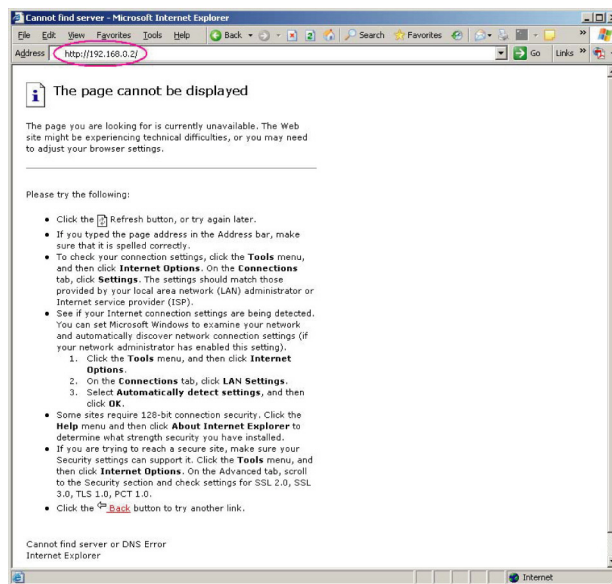 Cannot find server - Microsoft Internet Explorer
File Edit View Favorites Tools Help Back Search Favorites
Address http://192.168.0.2/ Go Links
The page cannot be displayed
The page you are looking for is currently unavailable. The Web
site might be experiencing technical difficulties, or you may need
to adjust your browser settings.
Please try the following:
Click the Refresh button, or try again later.
If you typed the page address in the Address bar, make
sure that it is spelled correctly.
To check your connection settings, click the Tools menu,
and then click Internet Options. On the Connections
tab, click Settings. The settings should match those
provided by your local area network (LAN) administrator or
Internet service provider (ISP).
See if your Internet connection settings are being detected.
You can set Microsoft Windows to examine your network
and automatically discover network connection settings (if
your network administrator has enabled this setting).
1. Click the Tools menu, and then click Internet
Options.
2. On the Connections tab, click LAN Settings.
3. Select Automatically detect settings, and then
click OK.
Some sites require 128-bit connection security. Click the
Help menu and then click About Internet Explorer to
determine what strength security you have installed.
If you are trying to reach a secure site, make sure your
Security settings can support it. Click the Tools menu, and
then click Internet Options. On the Advanced tab, scroll
to the Security section and check settings for SSL 2.0, SSL
3.0, TLS 1.0, PCT 1.0.
Click the Back button to try another link.
Cannot find server or DNS Error
Internet Explorer
Internet